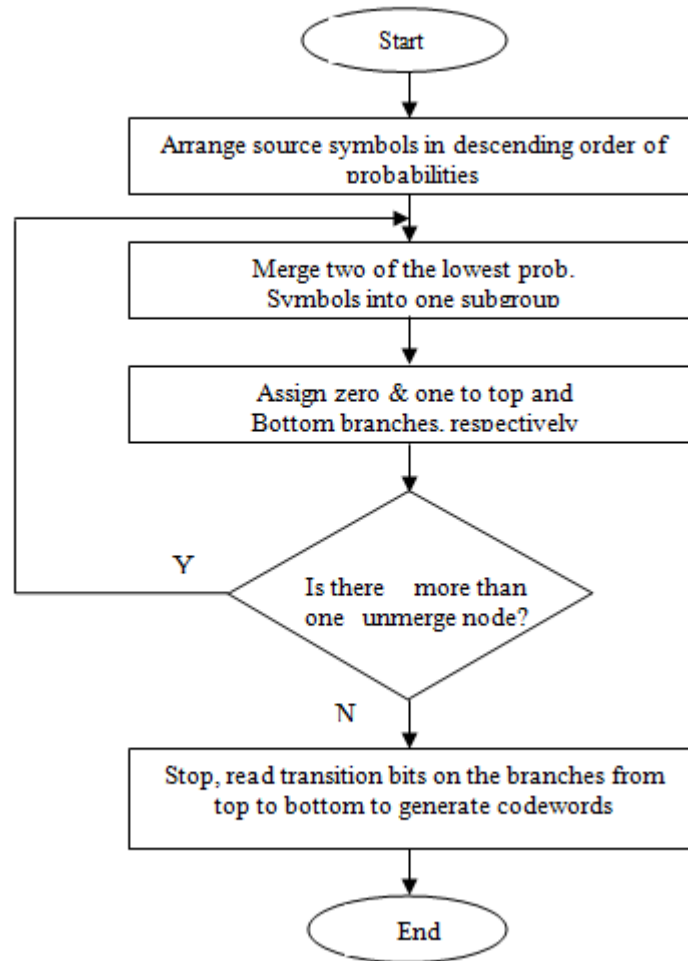 Start
Arrange source symbols in descending order of
probabilities
Merge two of the lowest prob.
Symbols into one subgroup
Assign zero & one to top and
Bottom branches, respectively
Y
Is there more than
one unmerge node?
N
Stop, read transition bits on the branches from
top to bottom to generate codewords
End